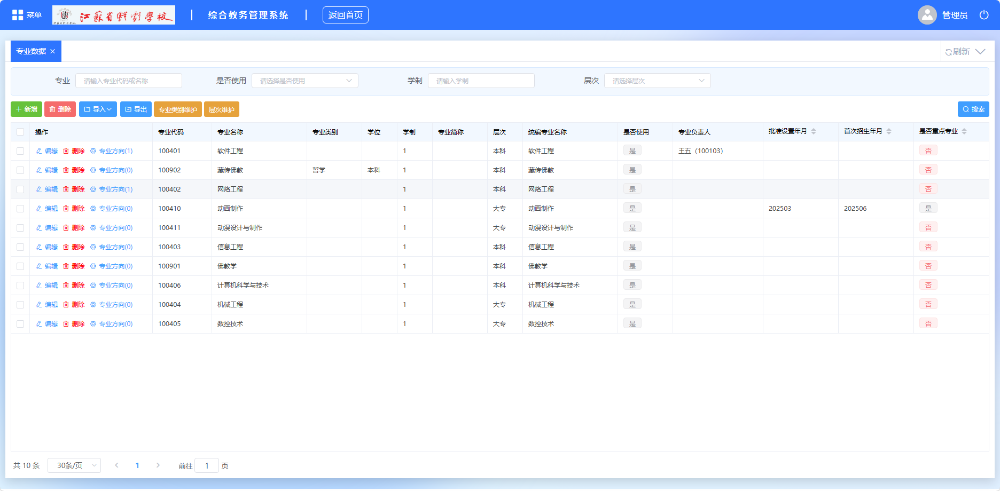 菜单 江苏省戏剧学校 综合教务管理系统 返回首页 管理员
专业数据 刷新
专业 请输入专业代码或名称 是否使用 请选择是否使用 学制 请输入学制 层次 请选择层次
新增 删除 导入 导出 专业类别维护 层次维护 搜索
操作 专业代码 专业名称 专业类别 学位 学制 专业简称 层次 统编专业名称 是否使用 专业负责人 批准设置年月 首次招生年月 是否重点专业
编辑 删除 专业方向(1) 100401 软件工程 1 本科 软件工程 是 王五（100103） 否
编辑 删除 专业方向(0) 100902 藏传佛教 哲学 本科 1 本科 藏传佛教 是 否
编辑 删除 专业方向(1) 100402 网络工程 1 本科 网络工程 是 否
编辑 删除 专业方向(0) 100410 动画制作 1 大专 动画制作 是 202503 202506 是
编辑 删除 专业方向(0) 100411 动漫设计与制作 1 大专 动漫设计与制作 是 否
编辑 删除 专业方向(0) 100403 信息工程 1 本科 信息工程 是 否
编辑 删除 专业方向(0) 100901 佛教学 1 本科 佛教学 是 否
编辑 删除 专业方向(0) 100406 计算机科学与技术 1 本科 计算机科学与技术 是 否
编辑 删除 专业方向(0) 100404 机械工程 1 大专 机械工程 是 否
编辑 删除 专业方向(0) 100405 数控技术 1 大专 数控技术 是 否
共 10 条 30条/页 1 前往 1 页